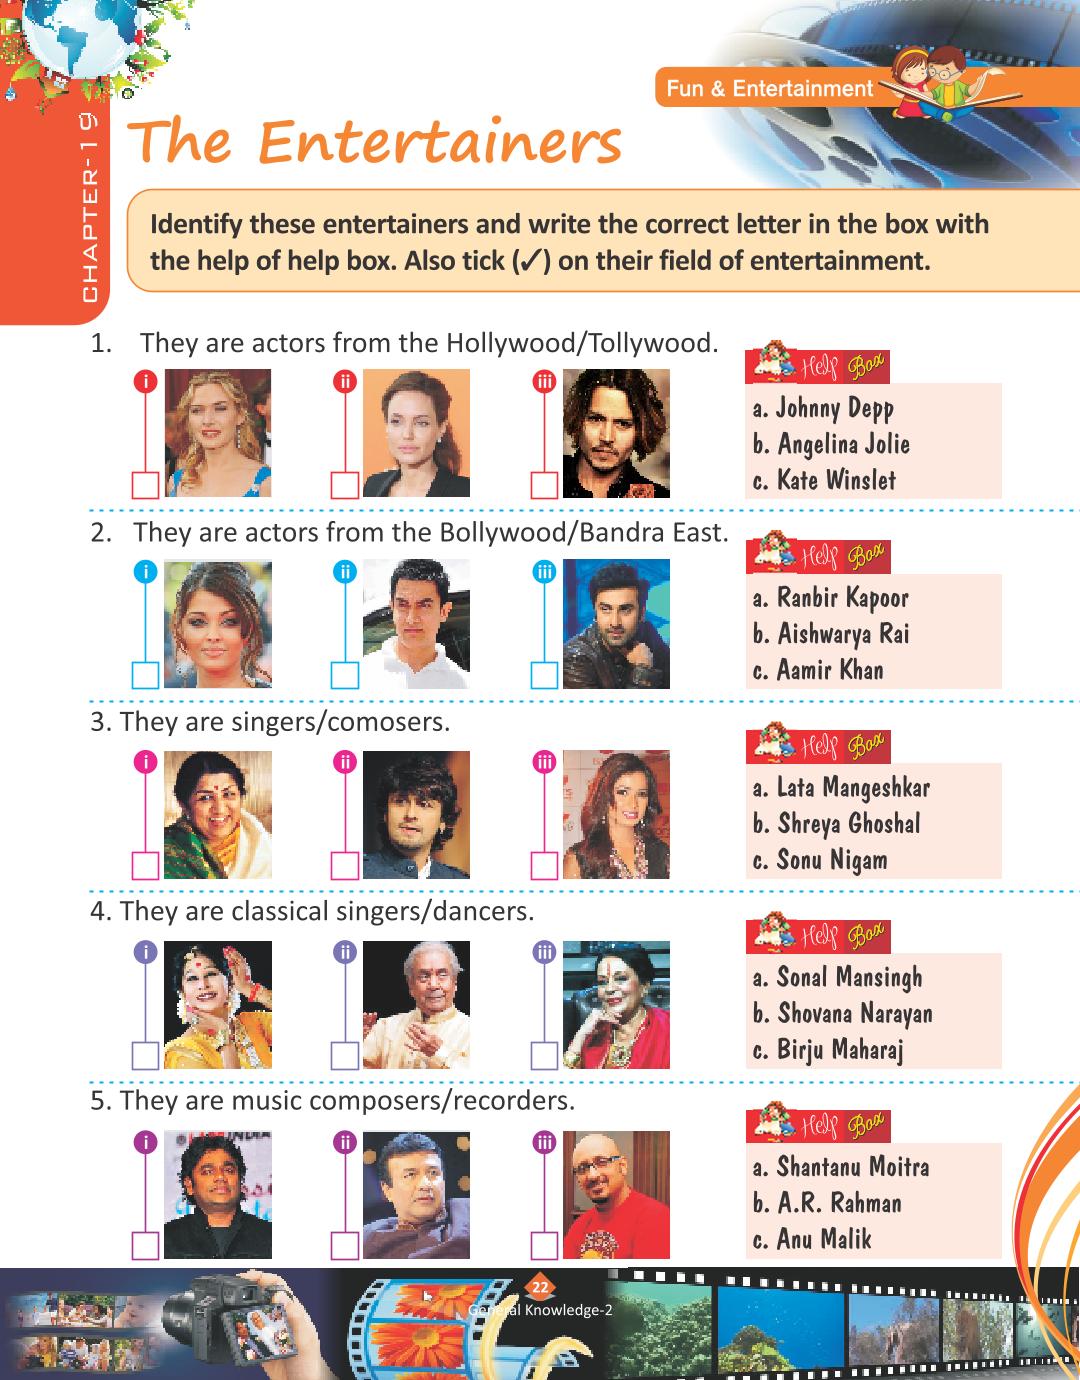 CHAPTER-19
Fun & Entertainment
The Entertainers
Identify these entertainers and write the correct letter in the box with
the help of help box. Also tick (✓) on their field of entertainment.
1. They are actors from the Hollywood/Tollywood.
i
ii
iii
Help Box
a. Johnny Depp
b. Angelina Jolie
c. Kate Winslet
2. They are actors from the Bollywood/Bandra East.
i
ii
iii
Help Box
a. Ranbir Kapoor
b. Aishwarya Rai
c. Aamir Khan
3. They are singers/comosers.
i
ii
iii
Help Box
a. Lata Mangeshkar
b. Shreya Ghoshal
c. Sonu Nigam
4. They are classical singers/dancers.
i
ii
iii
Help Box
a. Sonal Mansingh
b. Shovana Narayan
c. Birju Maharaj
5. They are music composers/recorders.
i
ii
iii
Help Box
a. Shantanu Moitra
b. A.R. Rahman
c. Anu Malik
22
General Knowledge-2